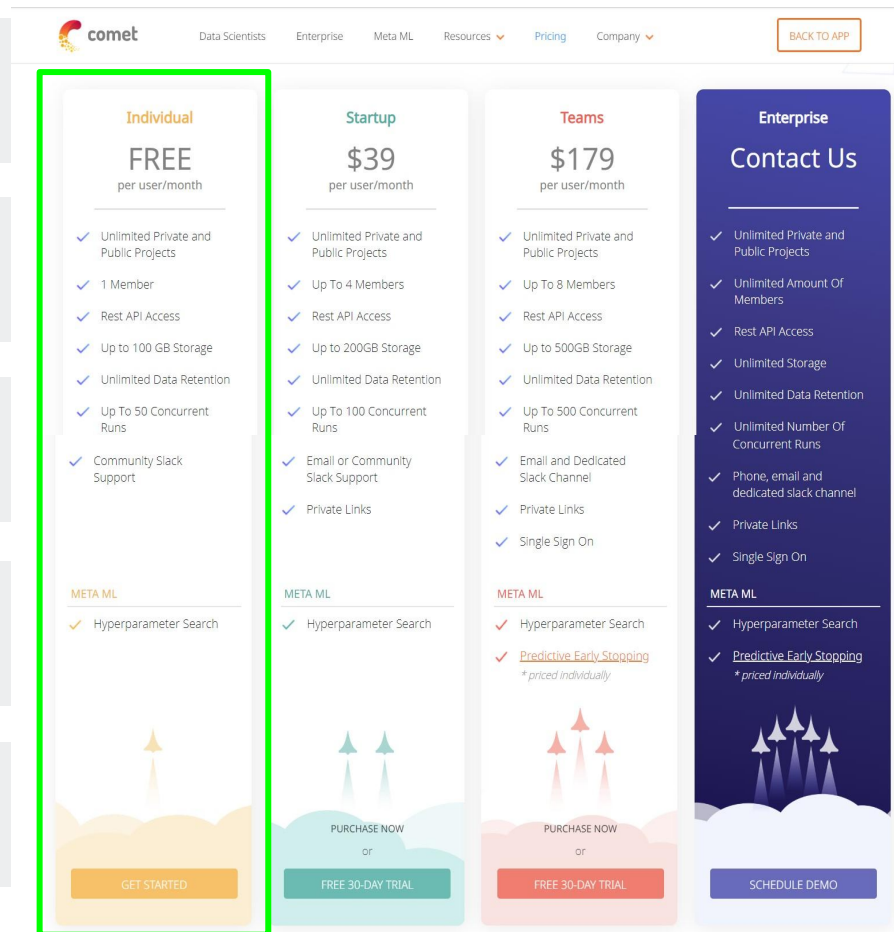 comet
Data Scientists Enterprise Meta ML Resources Pricing Company BACK TO APP
Individual
FREE
per user/month
Unlimited Private and
Public Projects
1 Member
Rest API Access
Up to 100 GB Storage
Unlimited Data Retention
Up To 50 Concurrent
Runs
Community Slack
Support
META ML
Hyperparameter Search
GET STARTED
Startup
$39
per user/month
Unlimited Private and
Public Projects
Up To 4 Members
Rest API Access
Up to 200GB Storage
Unlimited Data Retention
Up To 100 Concurrent
Runs
Email or Community
Slack Support
Private Links
META ML
Hyperparameter Search
PURCHASE NOW
or
FREE 30-DAY TRIAL
Teams
$179
per user/month
Unlimited Private and
Public Projects
Up To 8 Members
Rest API Access
Up to 500GB Storage
Unlimited Data Retention
Up To 500 Concurrent
Runs
Email and Dedicated
Slack Channel
Private Links
Single Sign On
META ML
Hyperparameter Search
Predictive Early Stopping
* priced individually
PURCHASE NOW
or
FREE 30-DAY TRIAL
Enterprise
Contact Us
Unlimited Private and
Public Projects
Unlimited Amount Of
Members
Rest API Access
Unlimited Storage
Unlimited Data Retention
Unlimited Number Of
Concurrent Runs
Phone, email and
dedicated slack channel
Private Links
Single Sign On
META ML
Hyperparameter Search
Predictive Early Stopping
* priced individually
SCHEDULE DEMO